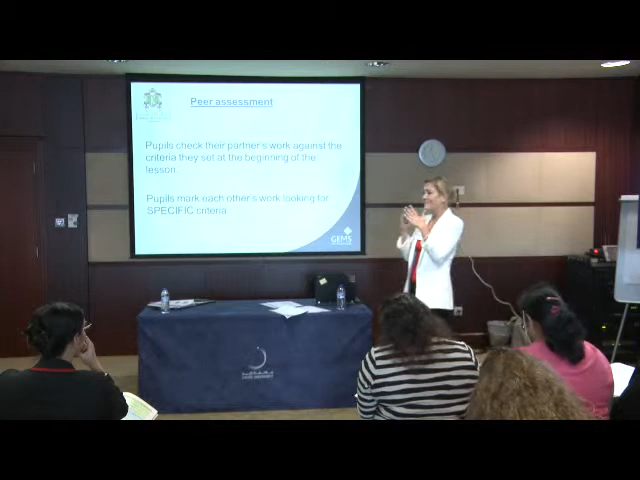 Peer assessment
Pupils check their partner's work against the
criteria they set at the beginning of the
lesson.
Pupils mark each other's work looking for
SPECIFIC criteria
GEMS